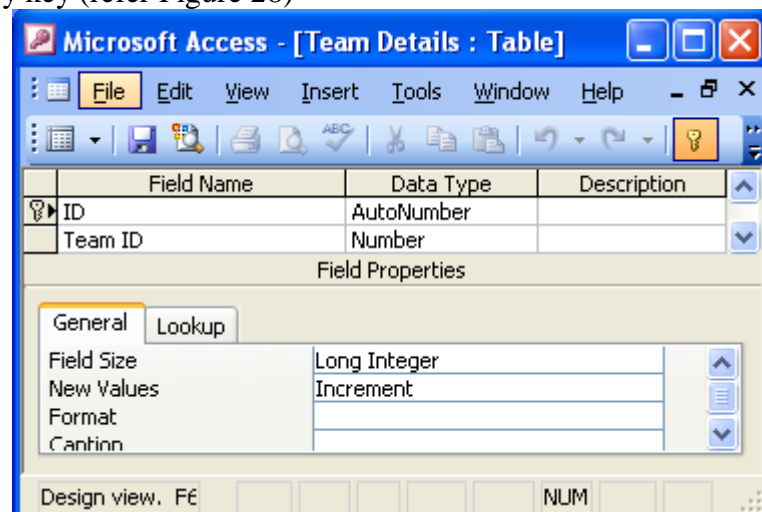 y key (refer Figure 28)
Microsoft Access - [Team Details : Table]
File Edit View Insert Tools Window Help
ABC
Field Name Data Type Description
ID AutoNumber
Team ID Number
Field Properties
General Lookup
Field Size Long Integer
New Values Increment
Format
Caption
Design view. F6 NUM